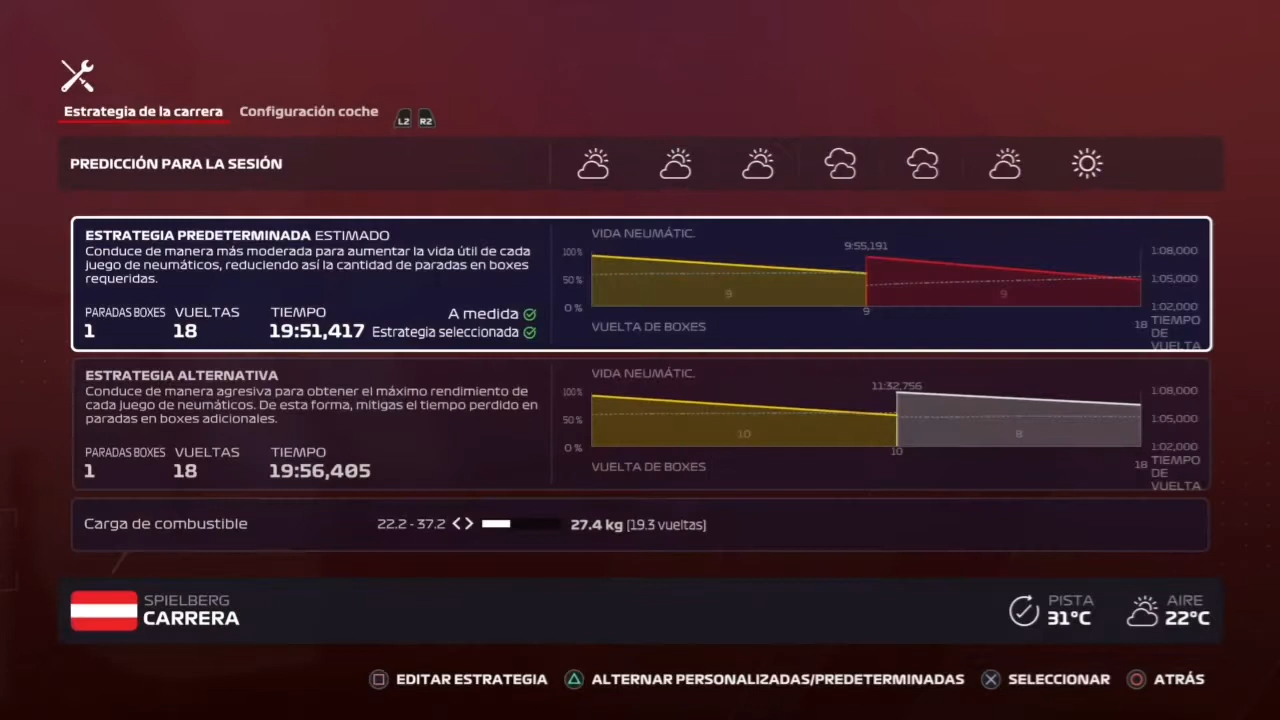 Estrategia de la carrera
Configuración coche
L2 R2
PREDICCIÓN PARA LA SESIÓN
ESTRATEGIA PREDETERMINADA ESTIMADO
Conduce de manera más moderada para aumentar la vida útil de cada
juego de neumáticos, reduciendo así la cantidad de paradas en boxes
requeridas.
PARADAS BOXES VUELTAS TIEMPO
1 18 19:51,417
A medida
Estrategia seleccionada
VIDA NEUMÁTIC.
100%
50%
0 %
9:55,191
9
9
9
18
VUELTA DE BOXES
1:08,000
1:05,000
1:02,000
TIEMPO
DE
VUELTA
ESTRATEGIA ALTERNATIVA
Conduce de manera agresiva para obtener el máximo rendimiento de
cada juego de neumáticos. De esta forma, mitigas el tiempo perdido en
paradas en boxes adicionales.
PARADAS BOXES VUELTAS TIEMPO
1 18 19:56,405
VIDA NEUMÁTIC.
100%
50%
0 %
11:32,756
10
8
10
18
VUELTA DE BOXES
1:08,000
1:05,000
1:02,000
TIEMPO
DE
VUELTA
Carga de combustible 22.2 - 37.2 <> 27.4 kg [19.3 vueltas]
SPIELBERG
CARRERA
PISTA
31°C
AIRE
22°C
EDITAR ESTRATEGIA ALTERNAR PERSONALIZADAS/PREDETERMINADAS SELECCIONAR ATRÁS